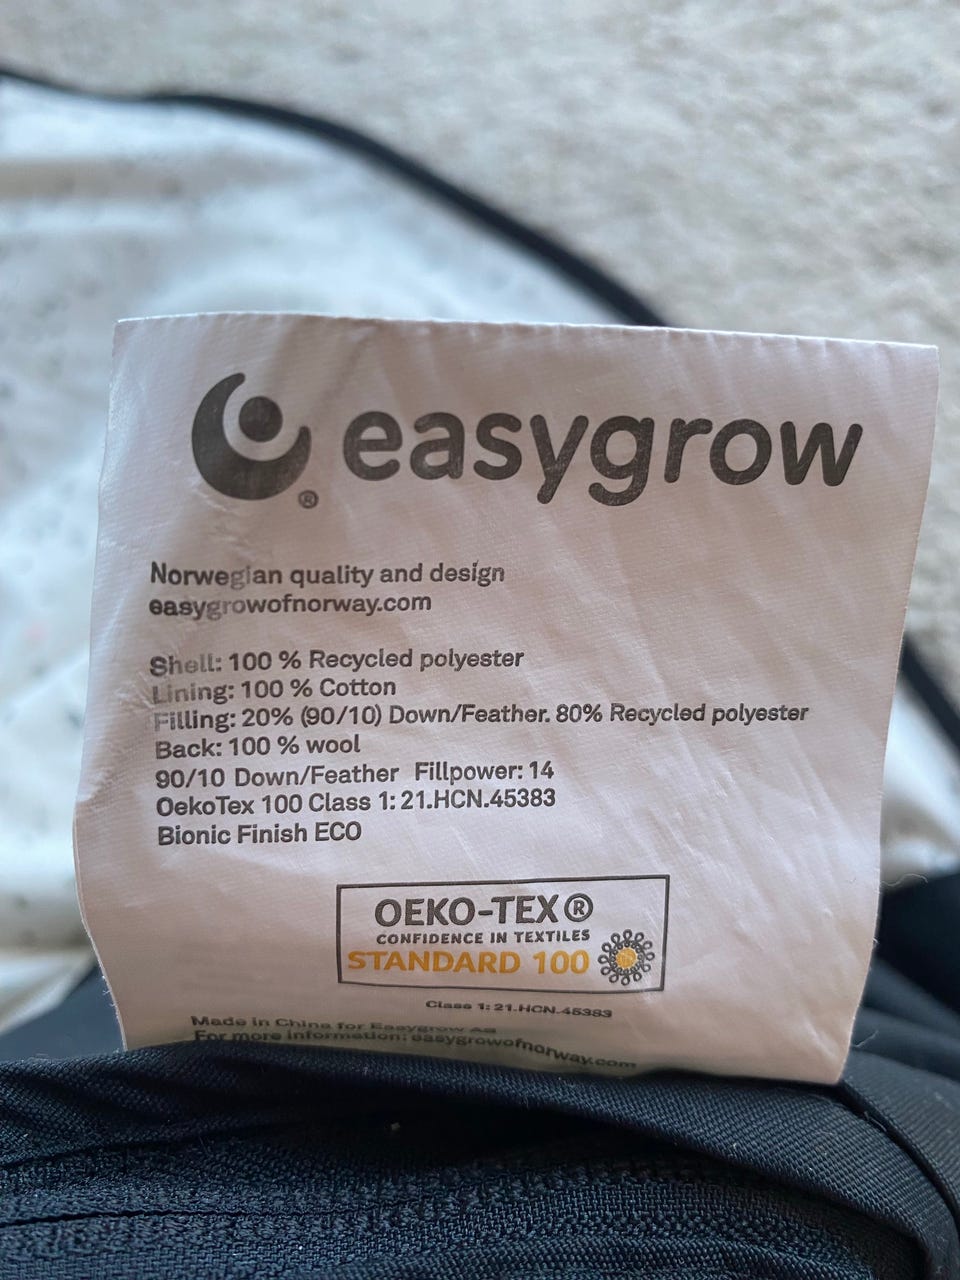 easygrow
®
Norwegian quality and design
easygrowofnorway.com
Shell: 100 % Recycled polyester
Lining: 100 % Cotton
Filling: 20% (90/10) Down/Feather. 80% Recycled polyester
Back: 100 % wool
90/10 Down/Feather Fillpower: 14
OekoTex 100 Class 1: 21.HCN.45383
Bionic Finish ECO
OEKO-TEX®
CONFIDENCE IN TEXTILES
STANDARD 100
Class 1: 21.HCN.45383
Made in China for Easygrow AS
For more information: easygrowofnorway.com